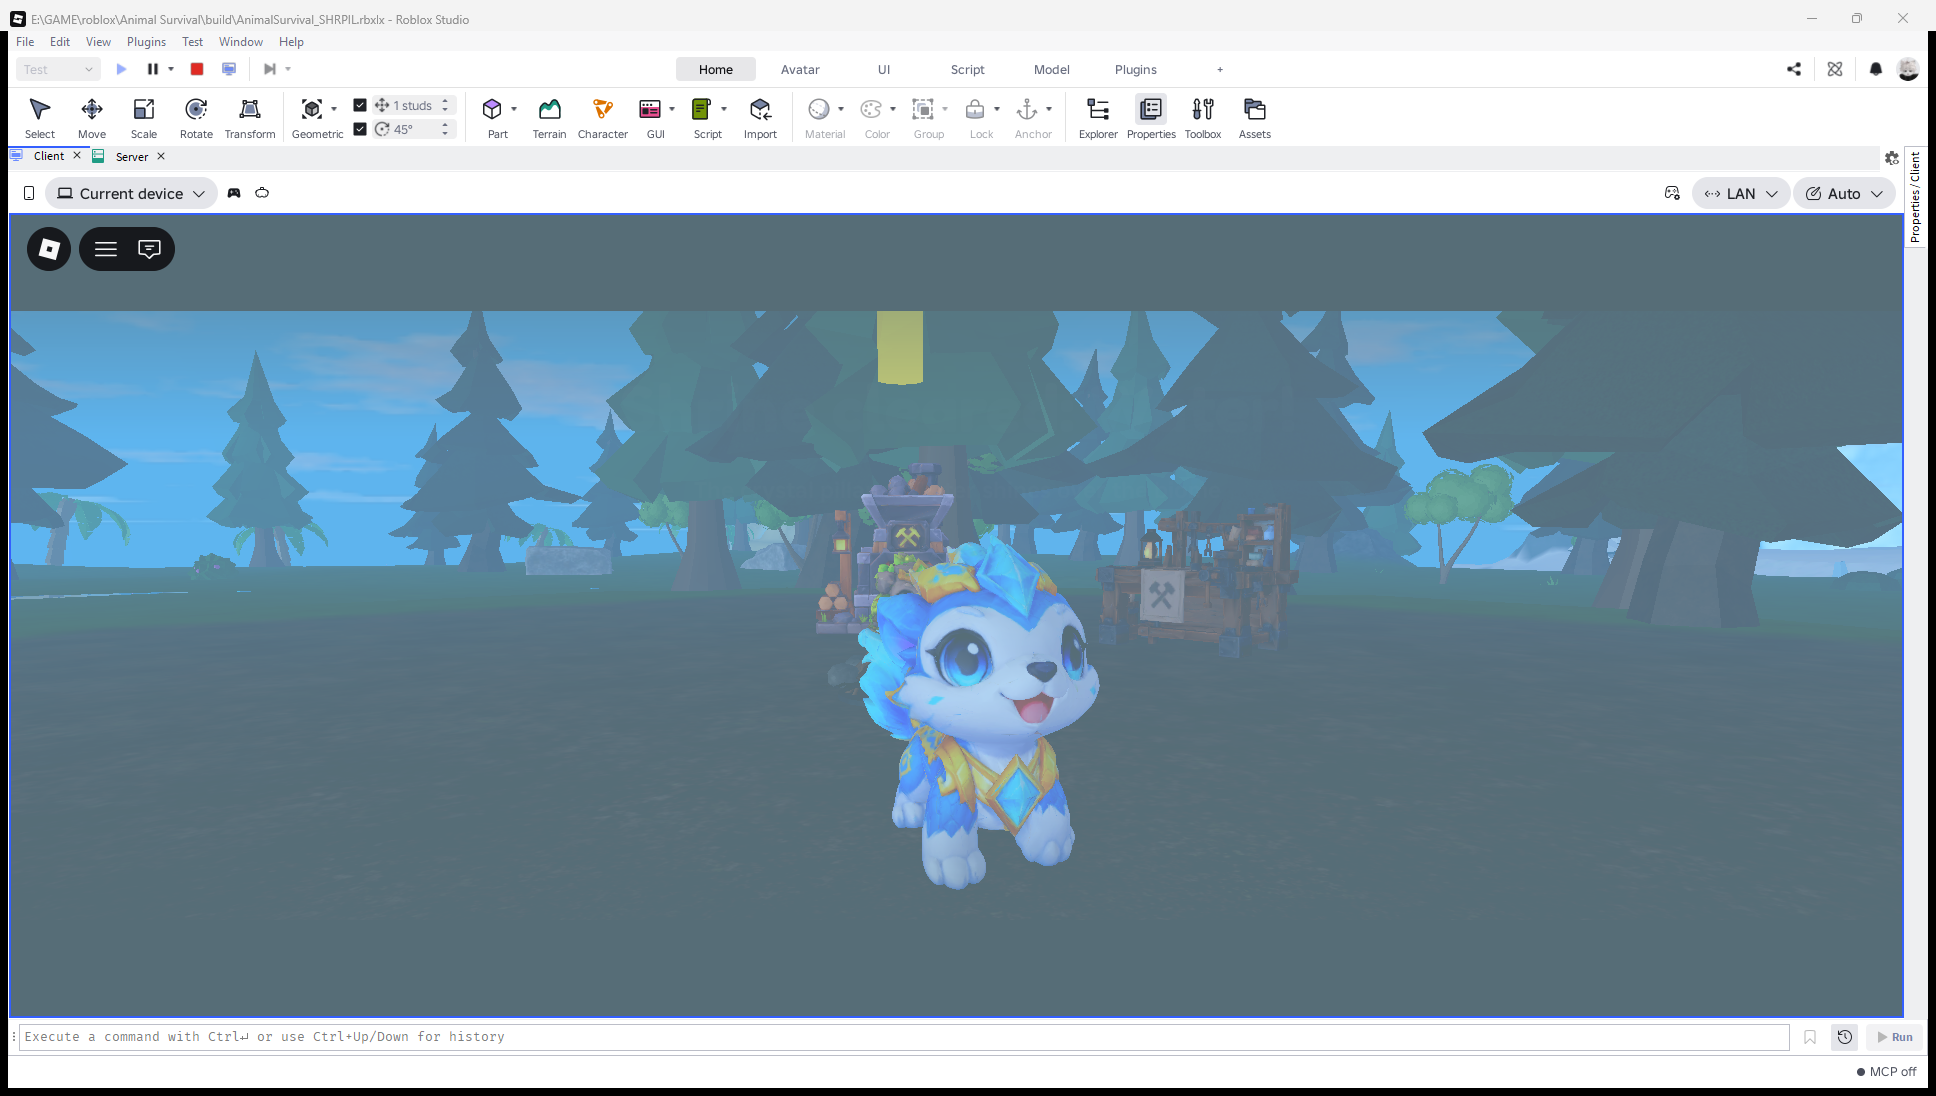 E:\GAME\roblox\Animal Survival\build\AnimalSurvival_SHRPIL.rbxlx - Roblox Studio
File Edit View Plugins Test Window Help
Test
Home Avatar UI Script Model Plugins +
1 studs
45°
Select Move Scale Rotate Transform Geometric Part Terrain Character GUI Script Import Material Color Group Lock Anchor Explorer Properties Toolbox Assets
Client Server
Properties / Client
Current device
LAN
Auto
Execute a command with Ctrl↵ or use Ctrl+Up/Down for history
Run
MCP off